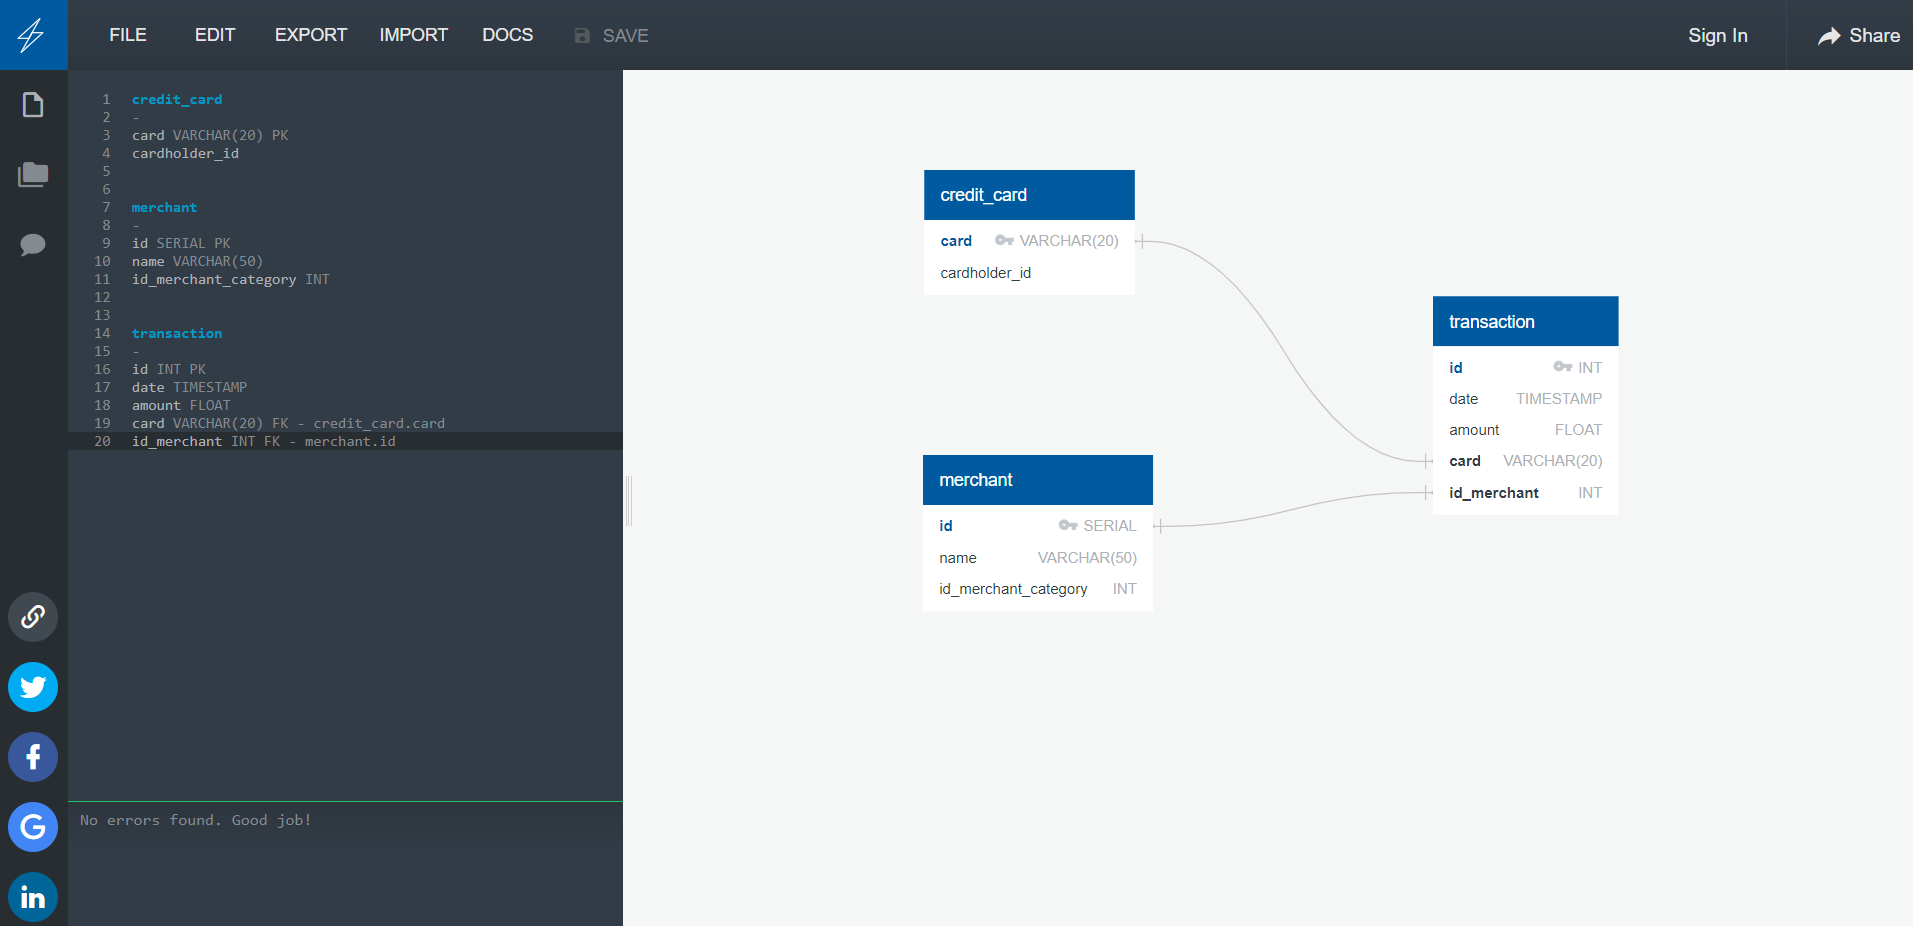 FILE EDIT EXPORT IMPORT DOCS SAVE Sign In Share
1 credit_card
2 -
3 card VARCHAR(20) PK
4 cardholder_id
5
6
7 merchant
8 -
9 id SERIAL PK
10 name VARCHAR(50)
11 id_merchant_category INT
12
13
14 transaction
15 -
16 id INT PK
17 date TIMESTAMP
18 amount FLOAT
19 card VARCHAR(20) FK - credit_card.card
20 id_merchant INT FK - merchant.id
No errors found. Good job!
credit_card
card VARCHAR(20)
cardholder_id
transaction
id INT
date TIMESTAMP
amount FLOAT
card VARCHAR(20)
id_merchant INT
merchant
id SERIAL
name VARCHAR(50)
id_merchant_category INT
f
G
in